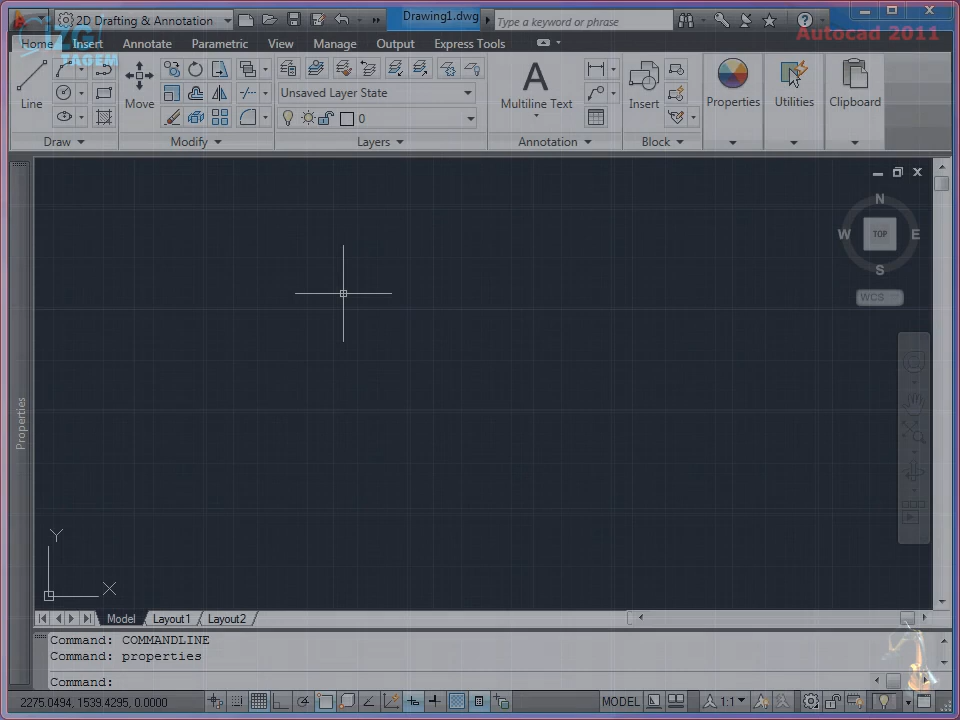 2D Drafting & Annotation
Drawing1.dwg
Type a keyword or phrase
Autocad 2011
ZG
TAGEM
Home
Insert
Annotate
Parametric
View
Manage
Output
Express Tools
Line
Move
Unsaved Layer State
0
A
Multiline Text
Insert
Properties
Utilities
Clipboard
Draw
Modify
Layers
Annotation
Block
N
W
TOP
E
S
WCS
Properties
Y
X
Model
Layout1
Layout2
Command: COMMANDLINE
Command: properties
Command:
2275.0494, 1539.4295, 0.0000
MODEL
1:1